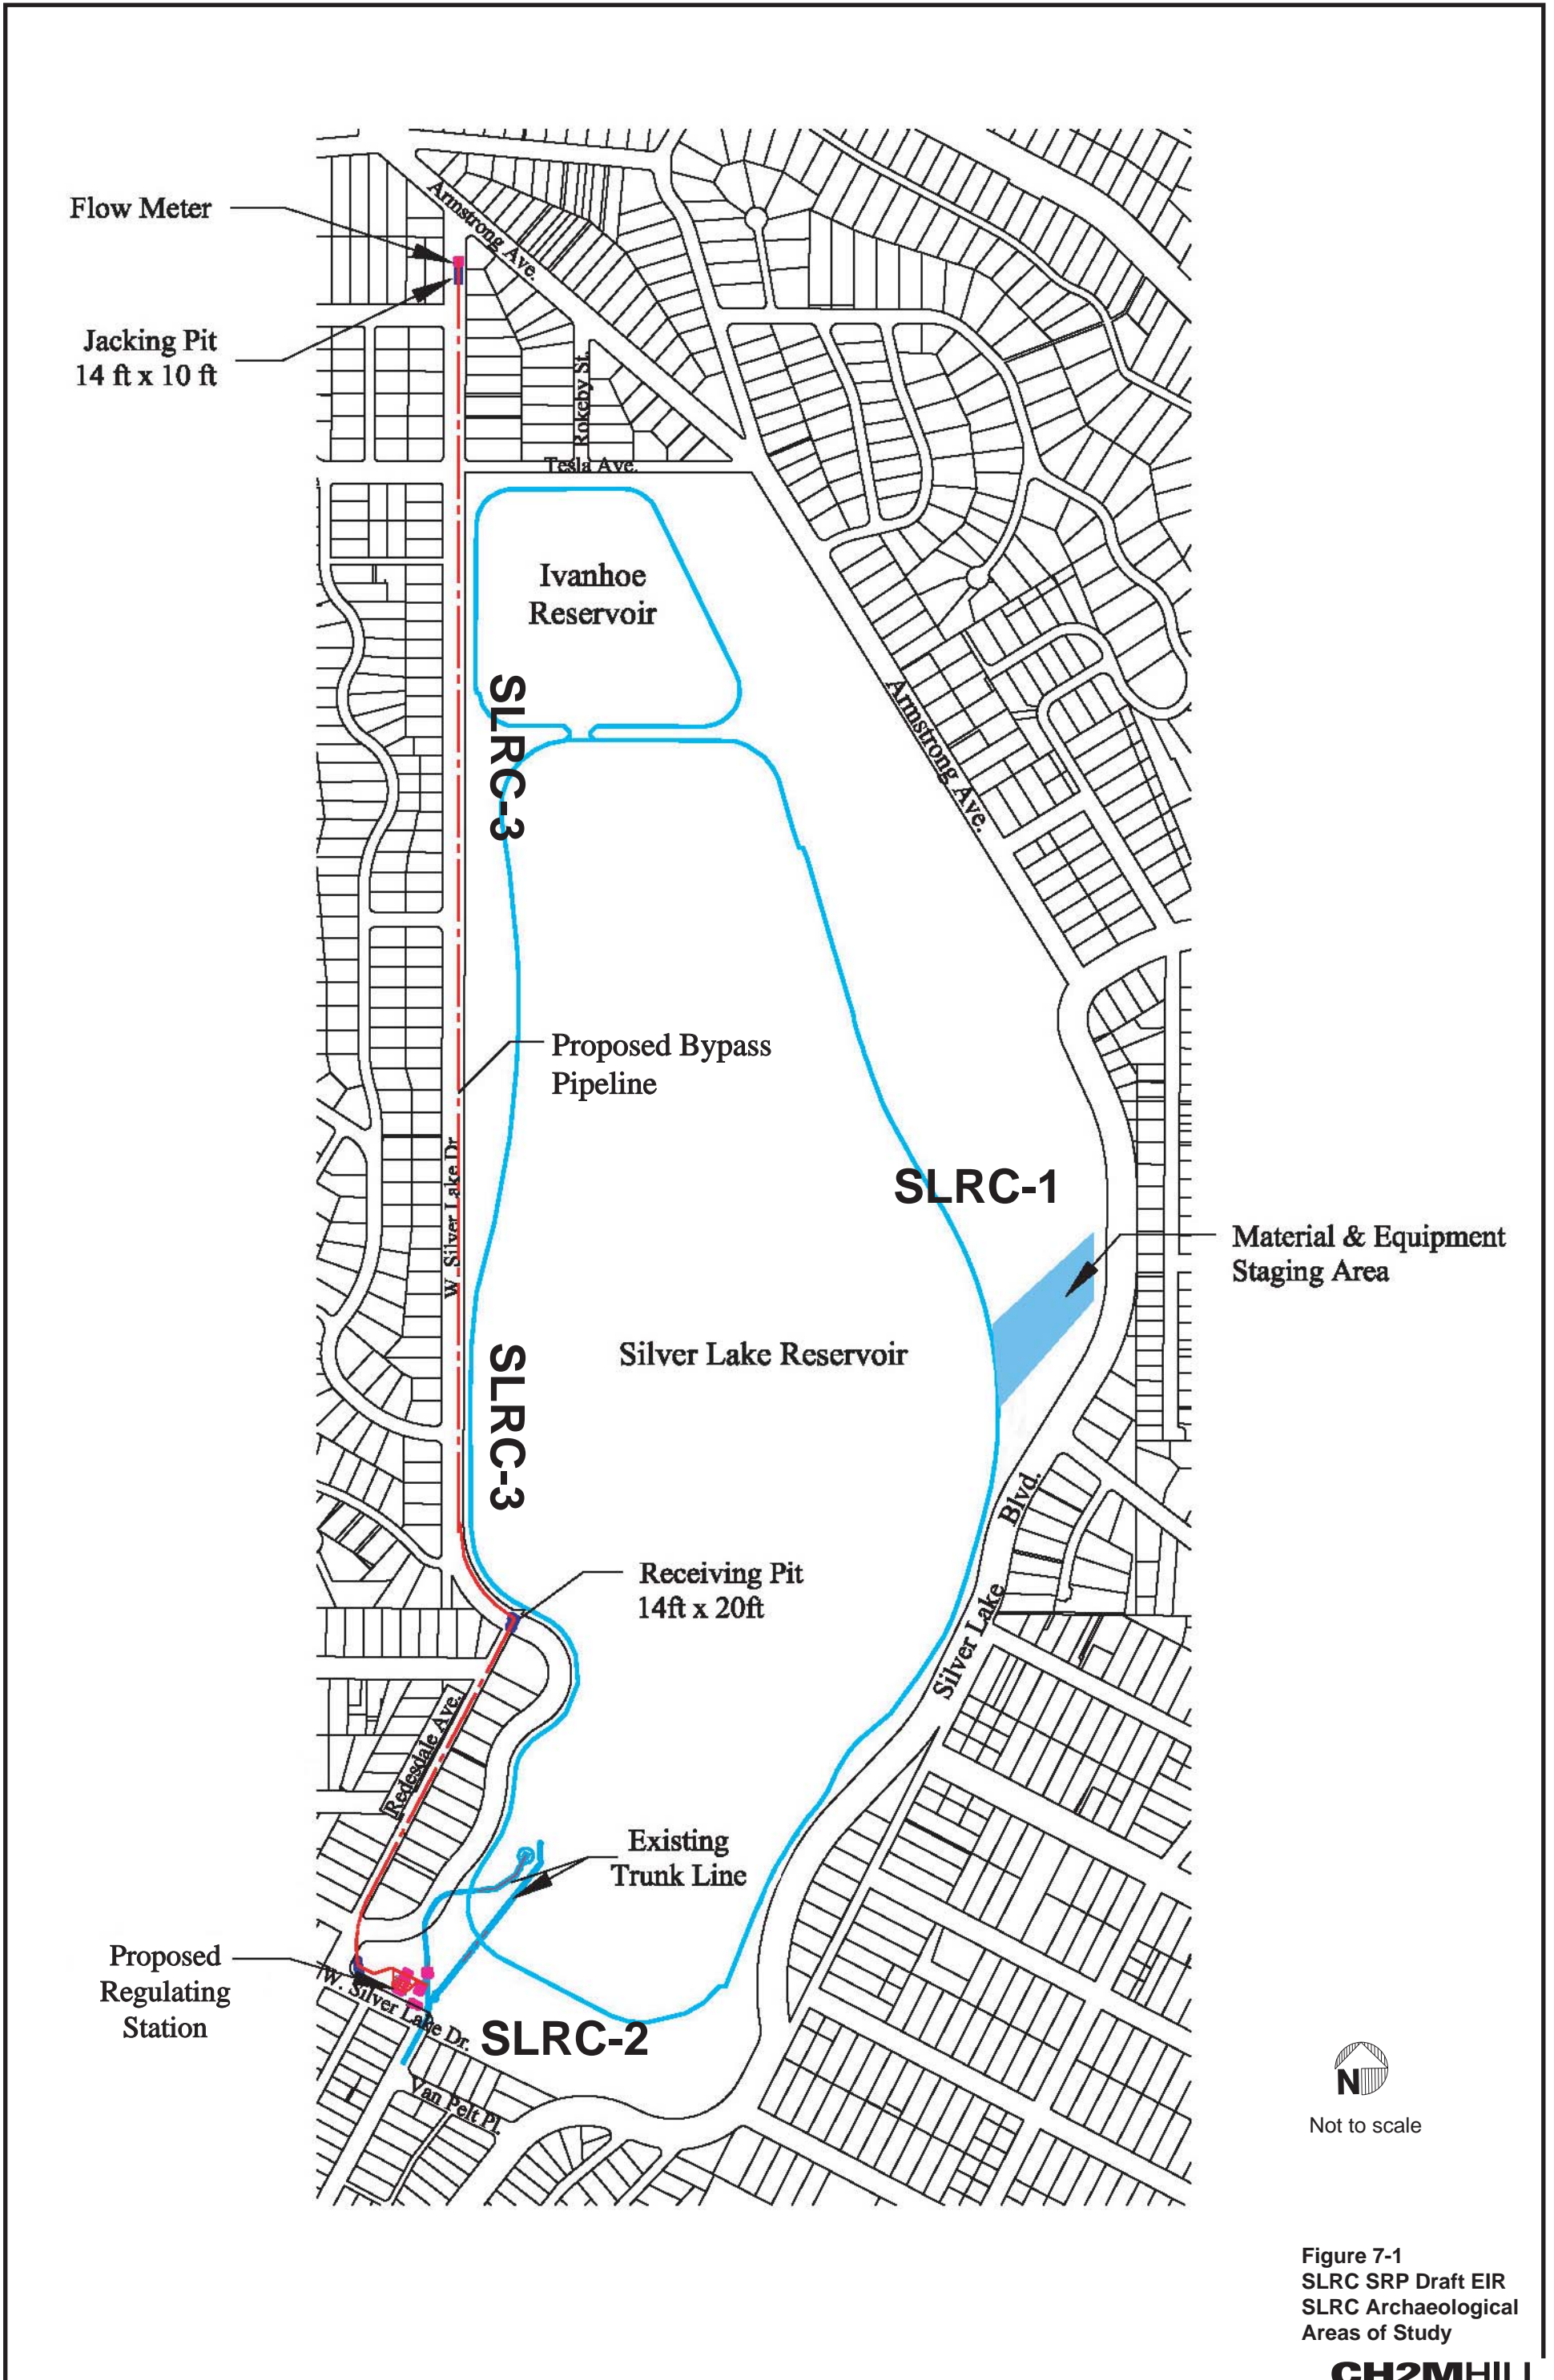 Flow Meter
Armstrong Ave.
Jacking Pit
14 ft x 10 ft
Rokeby St.
Tesla Ave.
Ivanhoe
Reservoir
SLRC-3
Armstrong Ave.
Proposed Bypass
Pipeline
W Silver Lake Dr
SLRC-1
Material & Equipment
Staging Area
Silver Lake Reservoir
SLRC-3
Silver Lake Blvd.
Receiving Pit
14ft x 20ft
Redesdale Ave.
Existing
Trunk Line
Proposed
Regulating
Station
W. Silver Lake Dr.
SLRC-2
Van Pelt Pl.
N
Not to scale
Figure 7-1
SLRC SRP Draft EIR
SLRC Archaeological
Areas of Study
CH2MHILL